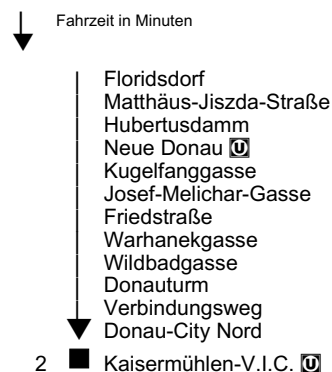 Fahrzeit in Minuten
Floridsdorf
Matthäus-Jiszda-Straße
Hubertusdamm
Neue Donau U
Kugelfanggasse
Josef-Melichar-Gasse
Friedstraße
Warhanekgasse
Wildbadgasse
Donauturm
Verbindungsweg
Donau-City Nord
2 Kaisermühlen-V.I.C. U